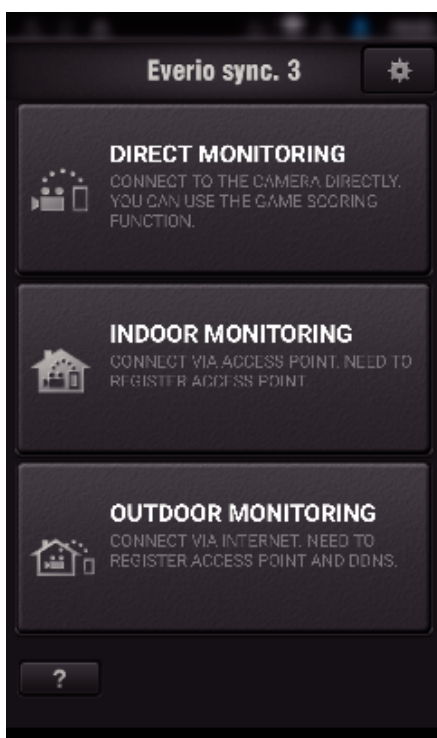 Everio sync. 3
DIRECT MONITORING
CONNECT TO THE CAMERA DIRECTLY.
YOU CAN USE THE GAME SCORING
FUNCTION.
INDOOR MONITORING
CONNECT VIA ACCESS POINT. NEED TO
REGISTER ACCESS POINT.
OUTDOOR MONITORING
CONNECT VIA INTERNET. NEED TO
REGISTER ACCESS POINT AND DDNS.
?